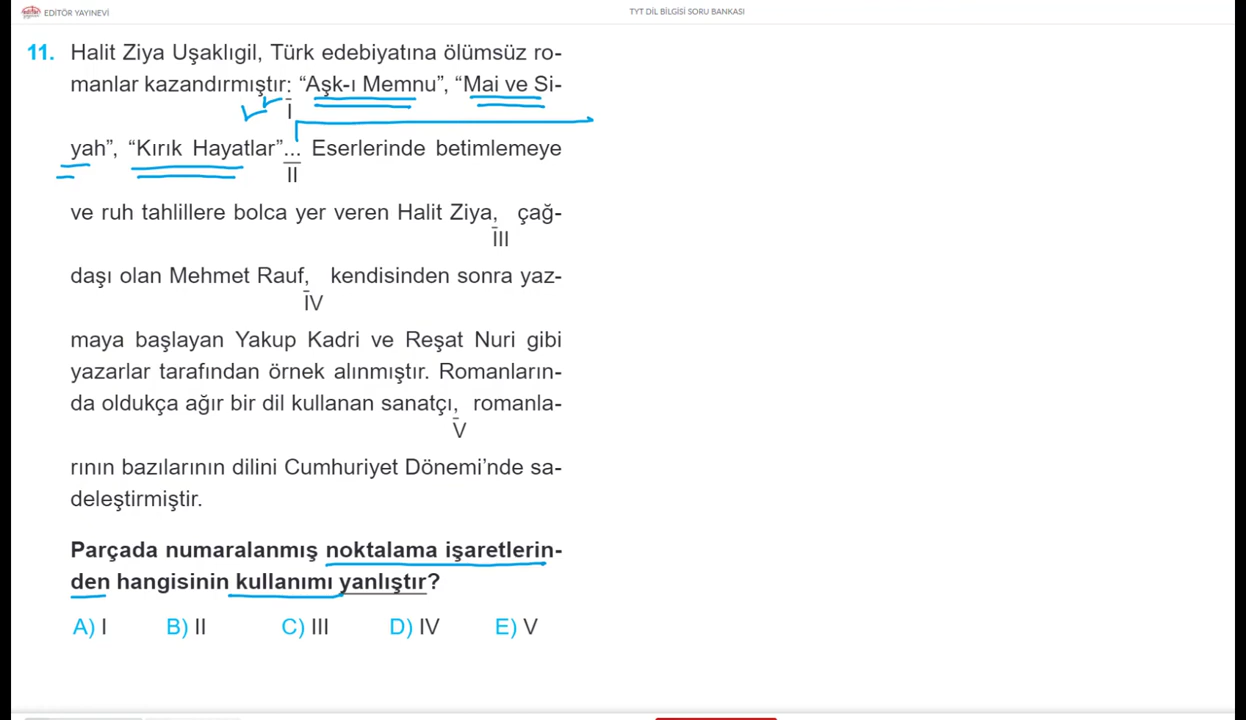 EDİTÖR YAYINEVİ
TYT DİL BİLGİSİ SORU BANKASI
11. Halit Ziya Uşaklıgil, Türk edebiyatına ölümsüz ro-
manlar kazandırmıştır: “Aşk-ı Memnu”, “Mai ve Si-
I
yah”, “Kırık Hayatlar”... Eserlerinde betimlemeye
II
ve ruh tahlillere bolca yer veren Halit Ziya, çağ-
III
daşı olan Mehmet Rauf, kendisinden sonra yaz-
IV
maya başlayan Yakup Kadri ve Reşat Nuri gibi
yazarlar tarafından örnek alınmıştır. Romanların-
da oldukça ağır bir dil kullanan sanatçı, romanla-
V
rının bazılarının dilini Cumhuriyet Dönemi’nde sa-
deleştirmiştir.
Parçada numaralanmış noktalama işaretlerin-
den hangisinin kullanımı yanlıştır?
A) I B) II C) III D) IV E) V